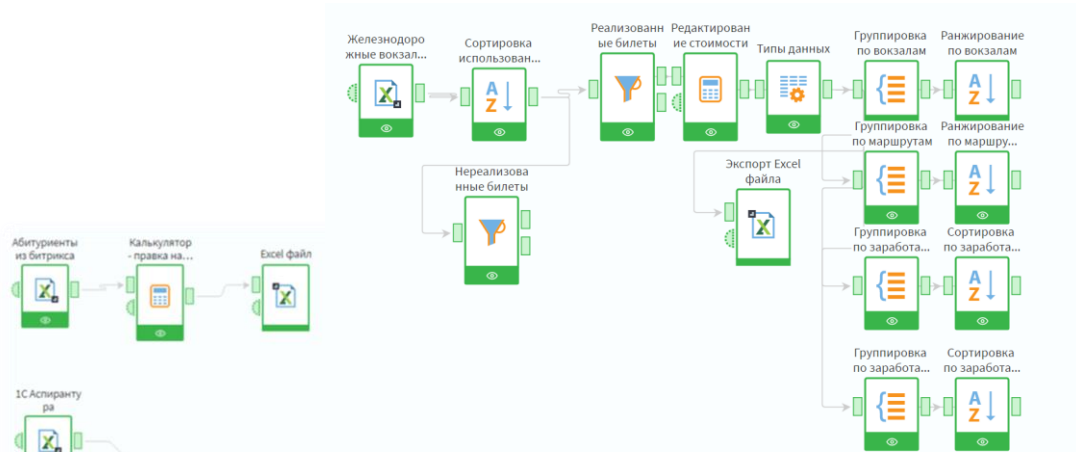 Железнодоро
жные вокзал...
Сортировка
использован...
Реализованн
ые билеты
Редактирован
ие стоимости
Типы данных
Группировка
по вокзалам
Ранжирование
по вокзалам
Группировка
по маршрутам
Ранжирование
по маршру...
Экспорт Excel
файла
Нереализова
нные билеты
Группировка
по заработа...
Сортировка
по заработа...
Группировка
по заработа...
Сортировка
по заработа...
Абитуриенты
из битрикса
Калькулятор
- правка на...
Excel файл
1С Аспиранту
ра